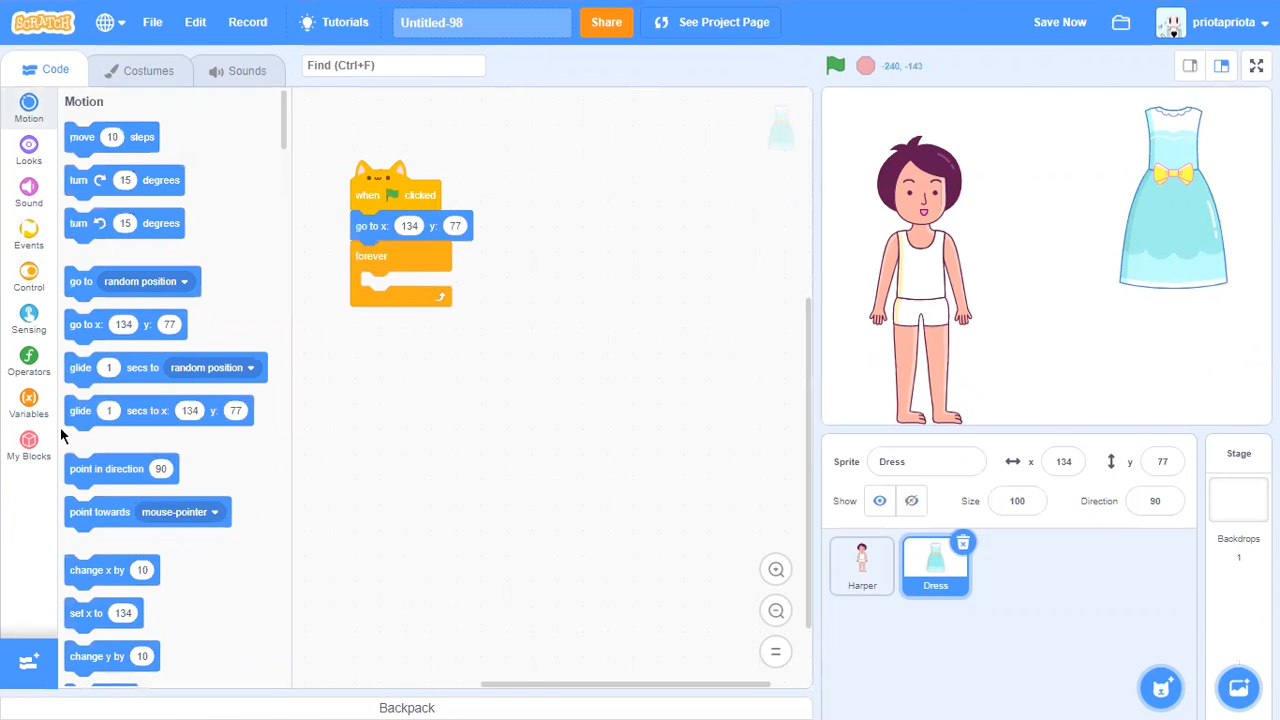 SCRATCH File Edit Record Tutorials Untitled-98 Share See Project Page Save Now priotapriota
Code Costumes Sounds Find (Ctrl+F) -240, -143
Motion
Looks
Sound
Events
Control
Sensing
Operators
Variables
My Blocks
Motion
move 10 steps
turn 15 degrees
turn 15 degrees
go to random position
go to x: 134 y: 77
glide 1 secs to random position
glide 1 secs to x: 134 y: 77
point in direction 90
point towards mouse-pointer
change x by 10
set x to 134
change y by 10
when clicked
go to x: 134 y: 77
forever
Backpack
Sprite Dress x 134 y 77
Show Size 100 Direction 90
Harper
Dress
Stage
Backdrops
1